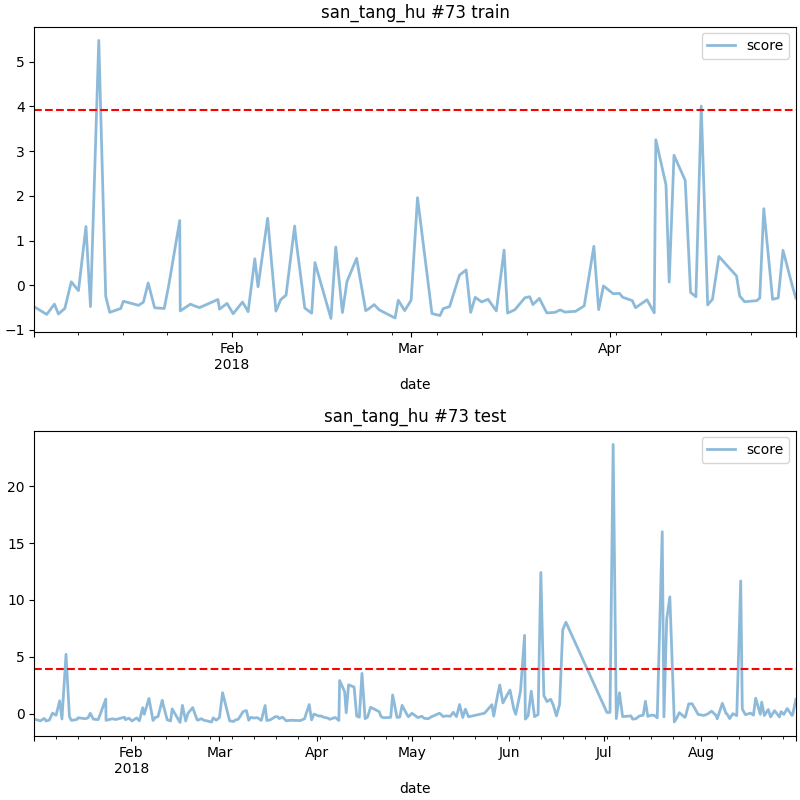 san_tang_hu #73 train
score
5
4
3
2
1
0
−1
Feb
2018
Mar
Apr
date
san_tang_hu #73 test
score
20
15
10
5
0
Feb
2018
Mar
Apr
May
Jun
Jul
Aug
date